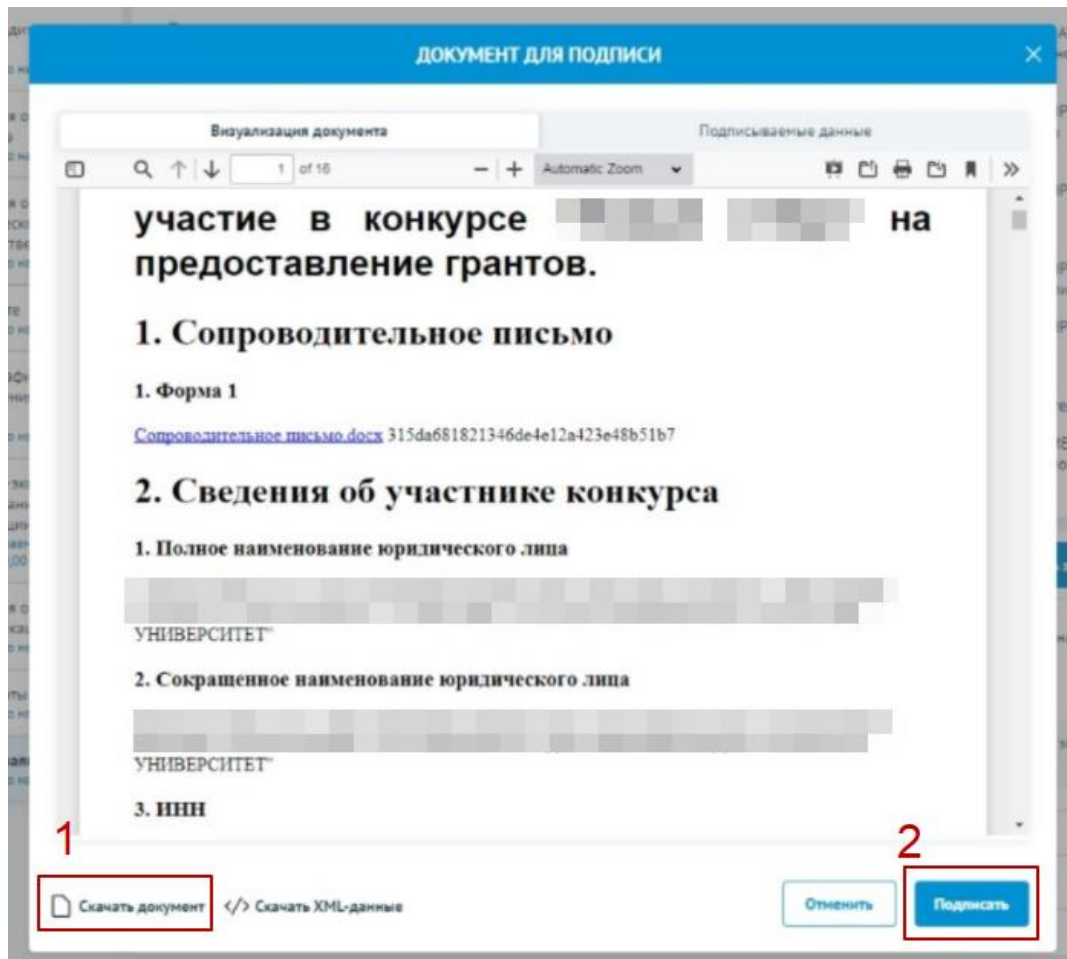 ДОКУМЕНТ ДЛЯ ПОДПИСИ
Визуализация документа
Подписываемые данные
1 of 16
Automatic Zoom
участие в конкурсе на
предоставление грантов.
1. Сопроводительное письмо
1. Форма 1
Сопроводительное письмо.docx 315da681821346de4e12a423e48b51b7
2. Сведения об участнике конкурса
1. Полное наименование юридического лица
УНИВЕРСИТЕТ"
2. Сокращенное наименование юридического лица
УНИВЕРСИТЕТ"
3. ИНН
1
2
Скачать документ
</> Скачать XML-данные
Отменить
Подписать